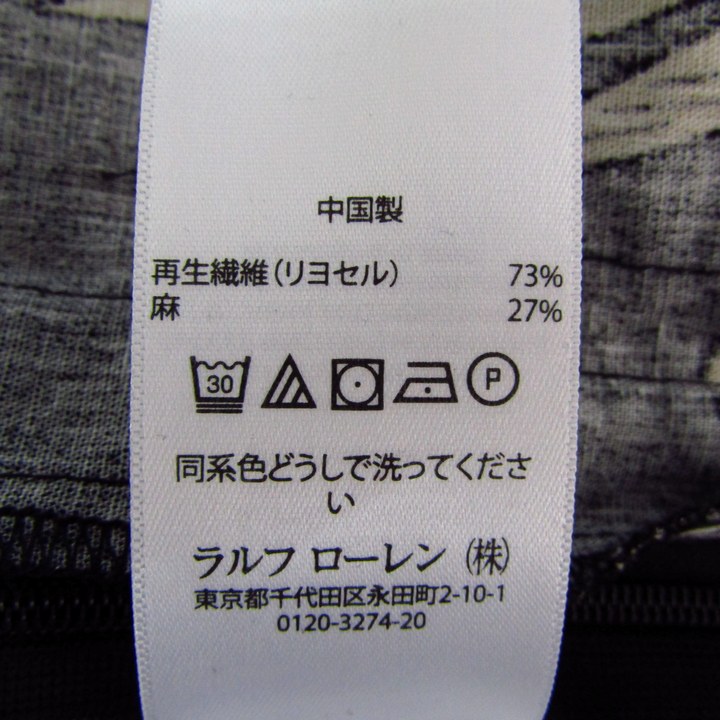 中国製
再生繊維(リヨセル) 73%
麻 27%
30 P
同系色どうしで洗ってくださ
い
ラルフ ローレン (株)
東京都千代田区永田町2-10-1
0120-3274-20